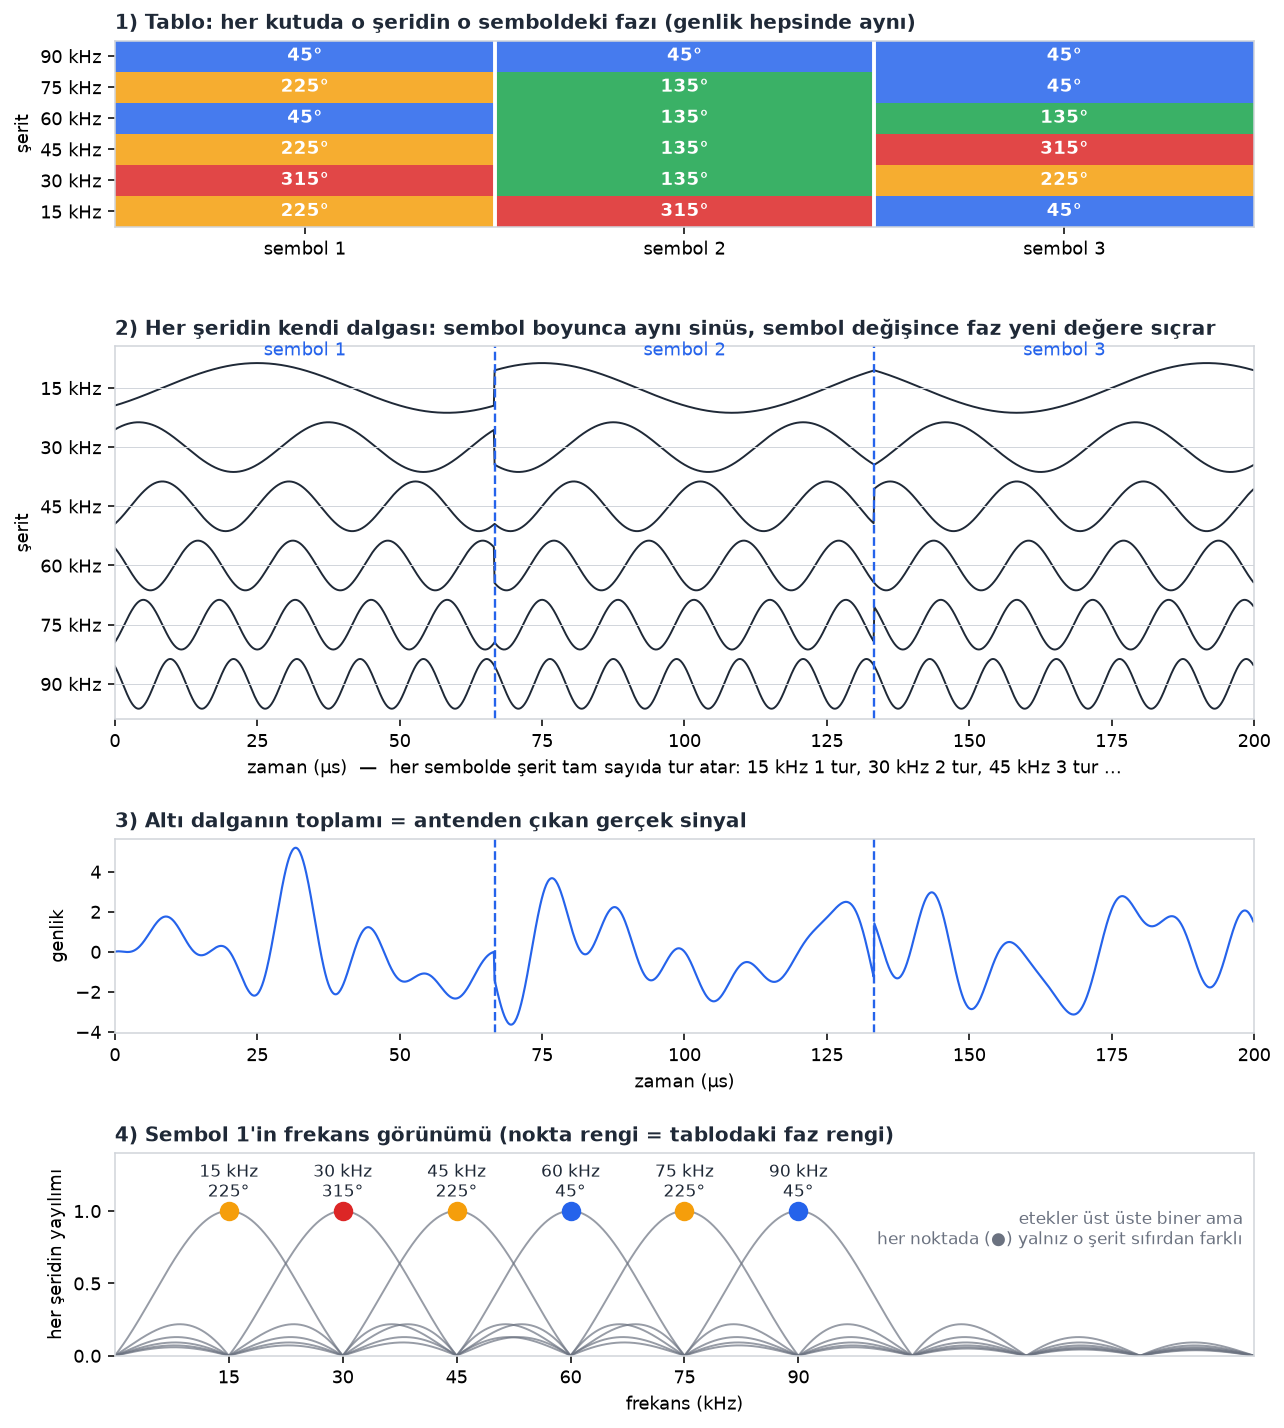 1) Tablo: her kutuda o şeridin o semboldeki fazı (genlik hepsinde aynı)
şerit
90 kHz 45° 45° 45°
75 kHz 225° 135° 45°
60 kHz 45° 135° 135°
45 kHz 225° 135° 315°
30 kHz 315° 135° 225°
15 kHz 225° 315° 45°
sembol 1 sembol 2 sembol 3
2) Her şeridin kendi dalgası: sembol boyunca aynı sinüs, sembol değişince faz yeni değere sıçrar
sembol 1 sembol 2 sembol 3
şerit
15 kHz
30 kHz
45 kHz
60 kHz
75 kHz
90 kHz
0 25 50 75 100 125 150 175 200
zaman (µs) — her sembolde şerit tam sayıda tur atar: 15 kHz 1 tur, 30 kHz 2 tur, 45 kHz 3 tur ...
3) Altı dalganın toplamı = antenden çıkan gerçek sinyal
genlik
4
2
0
−2
−4
0 25 50 75 100 125 150 175 200
zaman (µs)
4) Sembol 1'in frekans görünümü (nokta rengi = tablodaki faz rengi)
her şeridin yayılımı
15 kHz 30 kHz 45 kHz 60 kHz 75 kHz 90 kHz
225° 315° 225° 45° 225° 45°
etekler üst üste biner ama
her noktada (●) yalnız o şerit sıfırdan farklı
1.0
0.5
0.0
15 30 45 60 75 90
frekans (kHz)